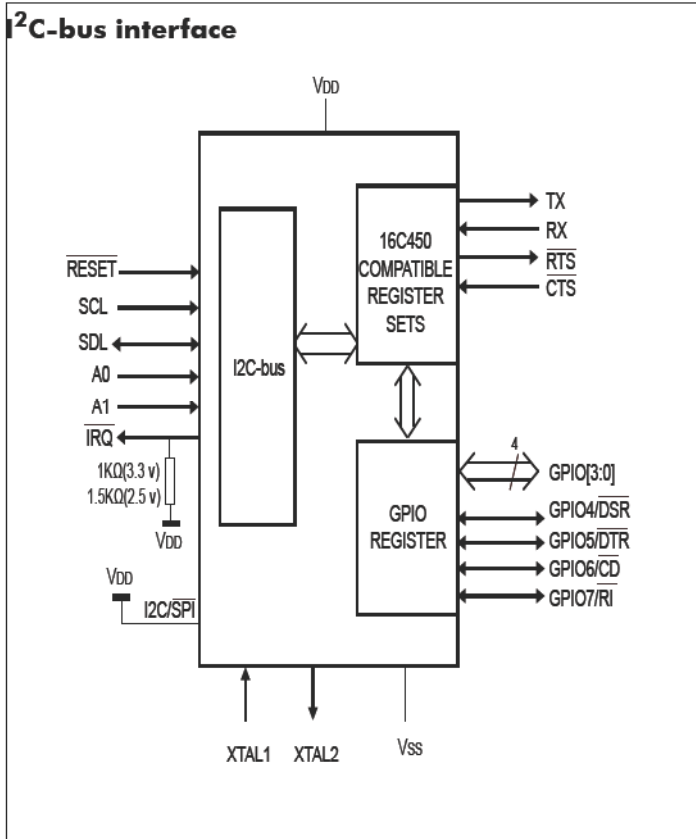 I²C-bus interface
VDD
TX
RX
RTS
CTS
16C450
COMPATIBLE
REGISTER
SETS
RESET
SCL
SDL
A0
A1
IRQ
I2C-bus
1KΩ(3.3 v)
1.5KΩ(2.5 v)
VDD
4
GPIO[3:0]
GPIO4/DSR
GPIO5/DTR
GPIO6/CD
GPIO7/RI
GPIO
REGISTER
VDD
I2C/SPI
XTAL1
XTAL2
VSS